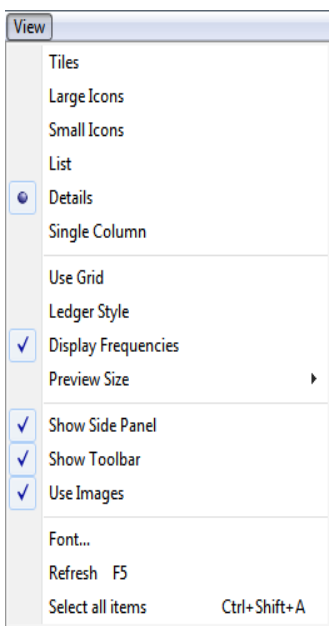 View
Tiles
Large Icons
Small Icons
List
Details
Single Column
Use Grid
Ledger Style
Display Frequencies
Preview Size
Show Side Panel
Show Toolbar
Use Images
Font...
Refresh F5
Select all items Ctrl+Shift+A